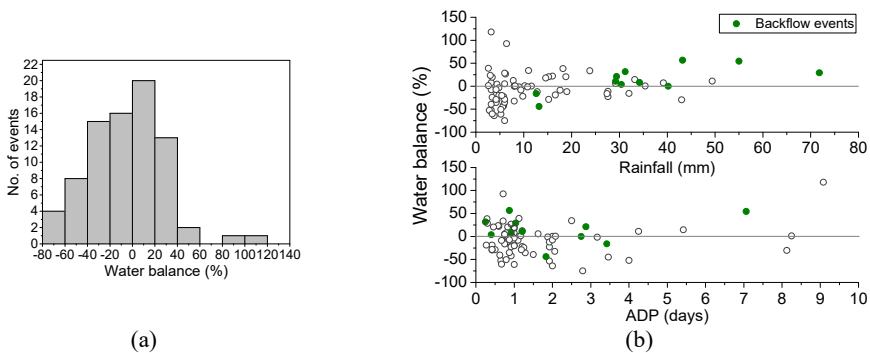 22
20
18
16
14
12
10
8
6
4
2
0
No. of events
-80 -60 -40 -20 0 20 40 60 80 100 120 140
Water balance (%)
(a)
Backflow events
150
100
50
0
-50
-100
0 10 20 30 40 50 60 70 80
Rainfall (mm)
Water balance (%)
150
100
50
0
-50
-100
0 1 2 3 4 5 6 7 8 9 10
ADP (days)
(b)